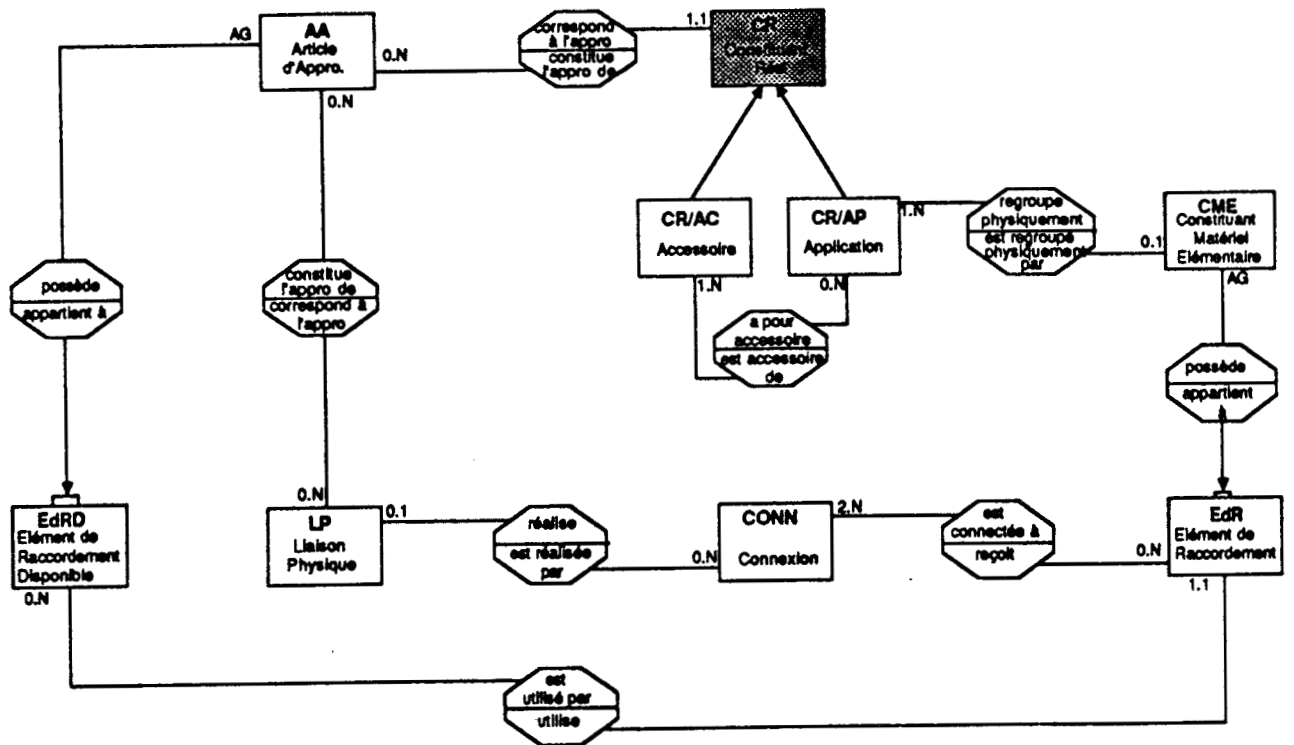 AA
Article
d'Appro.
AG
0.N
0.N
correspond
à l'appro
constitue
l'appro de
1.1
CR
Constituant
Réel
CR/AC
Accessoire
1.N
CR/AP
Application
1.N
0.N
regroupe
physiquement
est regroupé
physiquement
par
0.1
CME
Constituant
Matériel
Elémentaire
AG
possède
appartient à
constitue
l'appro de
correspond à
l'appro
a pour
accessoire
est accessoire
de
possède
appartient
EdRD
Elément de
Raccordement
Disponible
0.N
0.N
LP
Liaison
Physique
0.1
réalise
est réalisée
par
0.N
CONN
Connexion
2.N
est
connectée à
reçoit
0.N
EdR
Elément de
Raccordement
1.1
est
utilisé par
utilise